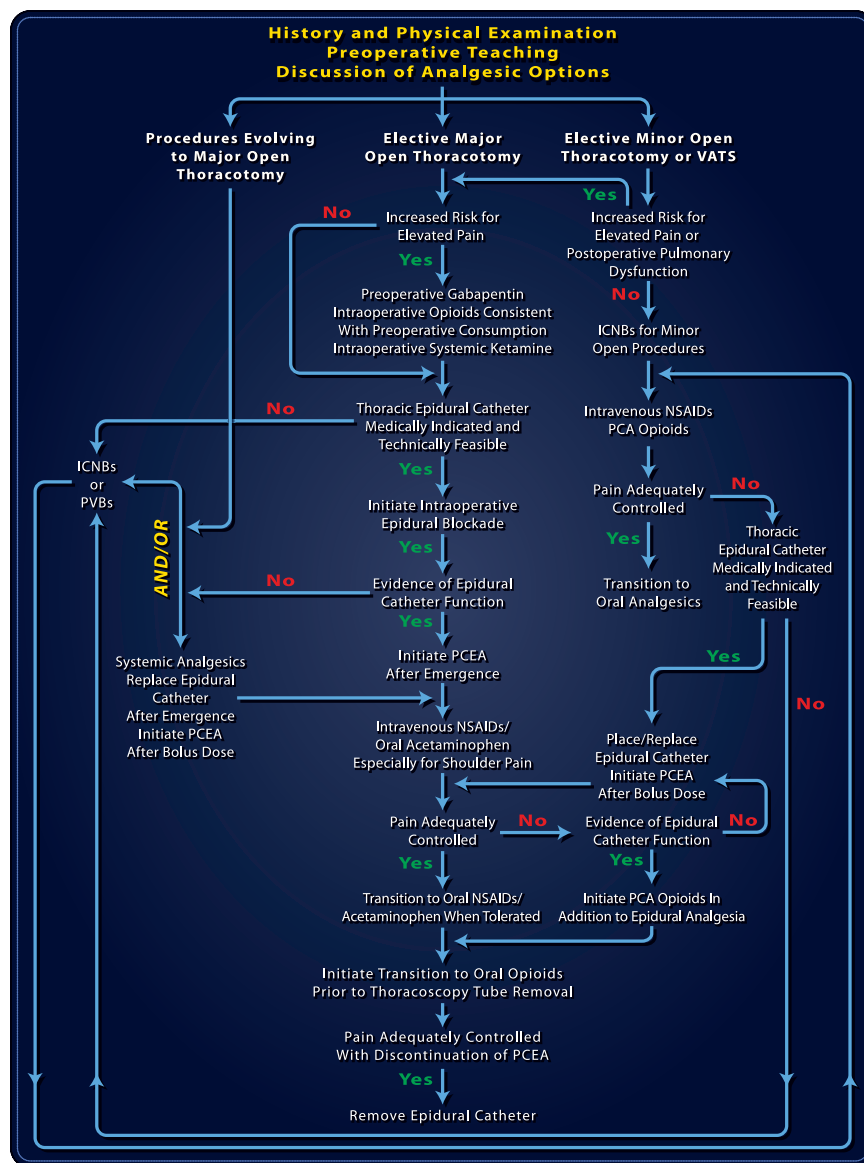 History and Physical Examination
Preoperative Teaching
Discussion of Analgesic Options
Procedures Evolving
to Major Open
Thoracotomy
Elective Major
Open Thoracotomy
Elective Minor Open
Thoracotomy or VATS
Yes
No
Increased Risk for
Elevated Pain
Increased Risk for
Elevated Pain or
Postoperative Pulmonary
Dysfunction
Yes
No
Preoperative Gabapentin
Intraoperative Opioids Consistent
With Preoperative Consumption
Intraoperative Systemic Ketamine
ICNBs for Minor
Open Procedures
No
Thoracic Epidural Catheter
Medically Indicated and
Technically Feasible
Intravenous NSAIDs
PCA Opioids
ICNBs
or
PVBs
Yes
Pain Adequately
Controlled
No
Initiate Intraoperative
Epidural Blockade
Thoracic
Epidural Catheter
Medically Indicated
and Technically
Feasible
AND/OR
Yes
Yes
No
Evidence of Epidural
Catheter Function
Transition to
Oral Analgesics
Yes
Systemic Analgesics
Replace Epidural
Catheter
After Emergence
Initiate PCEA
After Bolus Dose
Initiate PCEA
After Emergence
Yes
No
Intravenous NSAIDs/
Oral Acetaminophen
Especially for Shoulder Pain
Place/Replace
Epidural Catheter
Initiate PCEA
After Bolus Dose
Pain Adequately
Controlled
No
Evidence of Epidural
Catheter Function
No
Yes
Yes
Transition to Oral NSAIDs/
Acetaminophen When Tolerated
Initiate PCA Opioids In
Addition to Epidural Analgesia
Initiate Transition to Oral Opioids
Prior to Thoracoscopy Tube Removal
Pain Adequately Controlled
With Discontinuation of PCEA
Yes
Remove Epidural Catheter